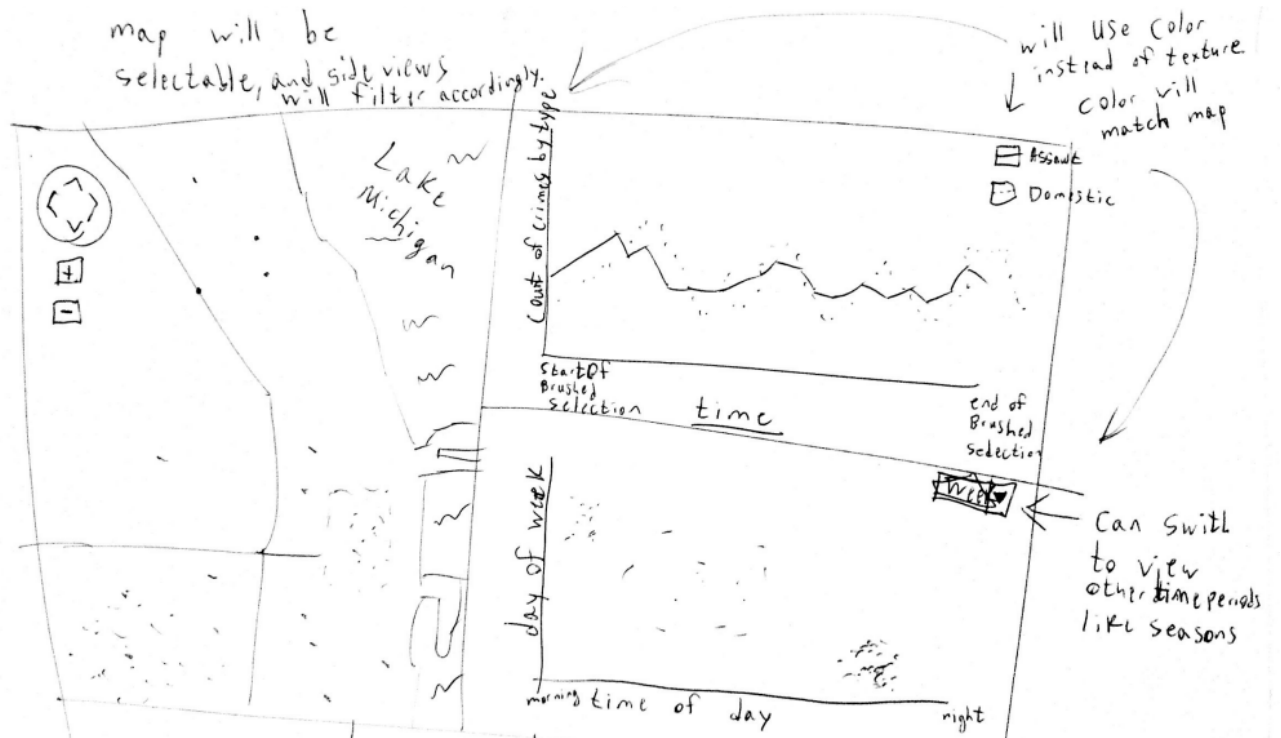 map will be
selectable, and side views
will filter accordingly.
will use color
instead of texture.
color will
match map
Lake
Michigan
+
-
Count of crimes by type
Assault
Domestic
Start Of
Brushed
selection
time
end of
Brushed
selection
day of week
Week
morning
time of day
night
Can switch
to view
other time periods
like seasons